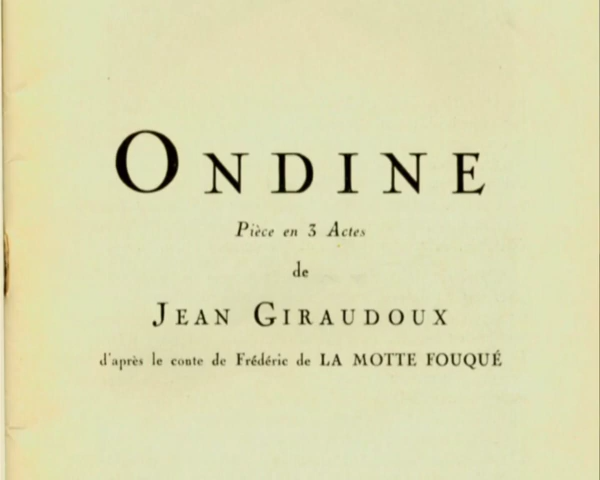 ONDINE
Pièce en 3 Actes
de
JEAN GIRAUDOUX
d'après le conte de Frédéric de LA MOTTE FOUQUÉ